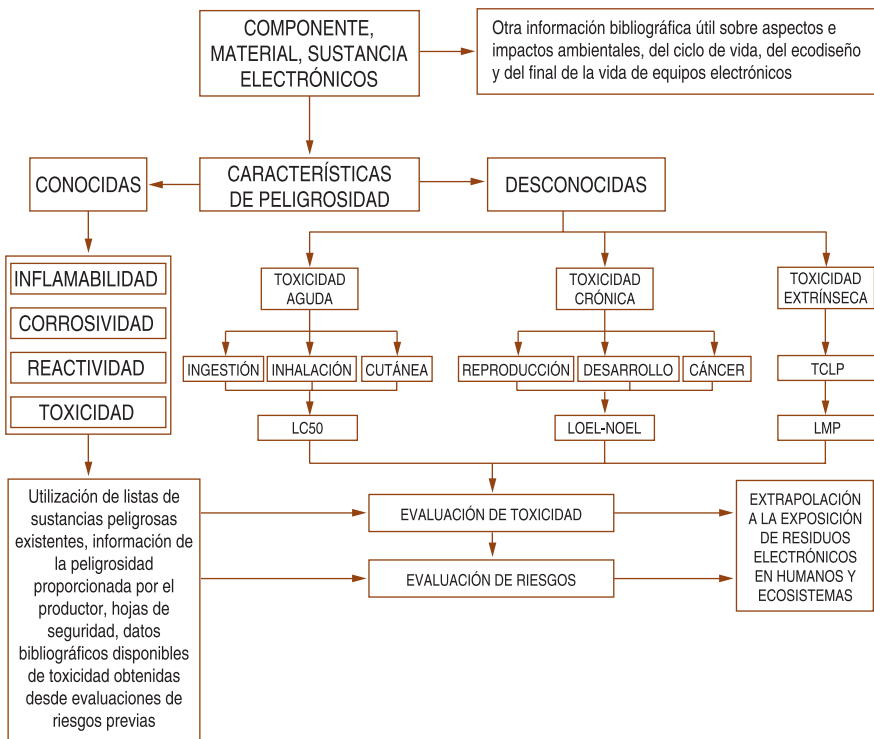 COMPONENTE,
MATERIAL, SUSTANCIA
ELECTRÓNICOS
Otra información bibliográfica útil sobre aspectos e
impactos ambientales, del ciclo de vida, del ecodiseño
y del final de la vida de equipos electrónicos
CONOCIDAS
CARACTERÍSTICAS
DE PELIGROSIDAD
DESCONOCIDAS
INFLAMABILIDAD
CORROSIVIDAD
REACTIVIDAD
TOXICIDAD
TOXICIDAD
AGUDA
TOXICIDAD
CRÓNICA
TOXICIDAD
EXTRÍNSECA
INGESTIÓN
INHALACIÓN
CUTÁNEA
REPRODUCCIÓN
DESARROLLO
CÁNCER
TCLP
LC50
LOEL-NOEL
LMP
Utilización de listas de
sustancias peligrosas
existentes, información de
la peligrosidad
proporcionada por el
productor, hojas de
seguridad, datos
bibliográficos disponibles
de toxicidad obtenidas
desde evaluaciones de
riesgos previas
EVALUACIÓN DE TOXICIDAD
EVALUACIÓN DE RIESGOS
EXTRAPOLACIÓN
A LA EXPOSICIÓN
DE RESIDUOS
ELECTRÓNICOS
EN HUMANOS Y
ECOSISTEMAS